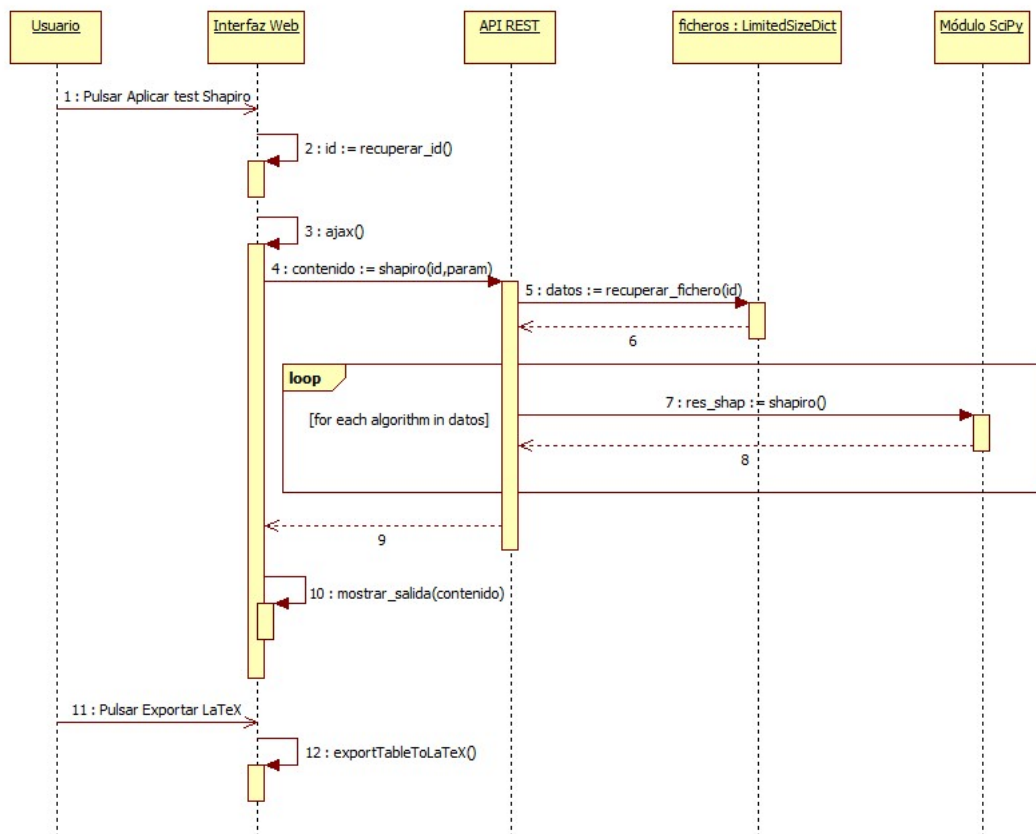 Usuario
Interfaz Web
API REST
ficheros : LimitedSizeDict
Módulo SciPy
1 : Pulsar Aplicar test Shapiro
2 : id := recuperar_id()
3 : ajax()
4 : contenido := shapiro(id,param)
5 : datos := recuperar_fichero(id)
6
loop
[for each algorithm in datos]
7 : res_shap := shapiro()
8
9
10 : mostrar_salida(contenido)
11 : Pulsar Exportar LaTeX
12 : exportTableToLaTeX()